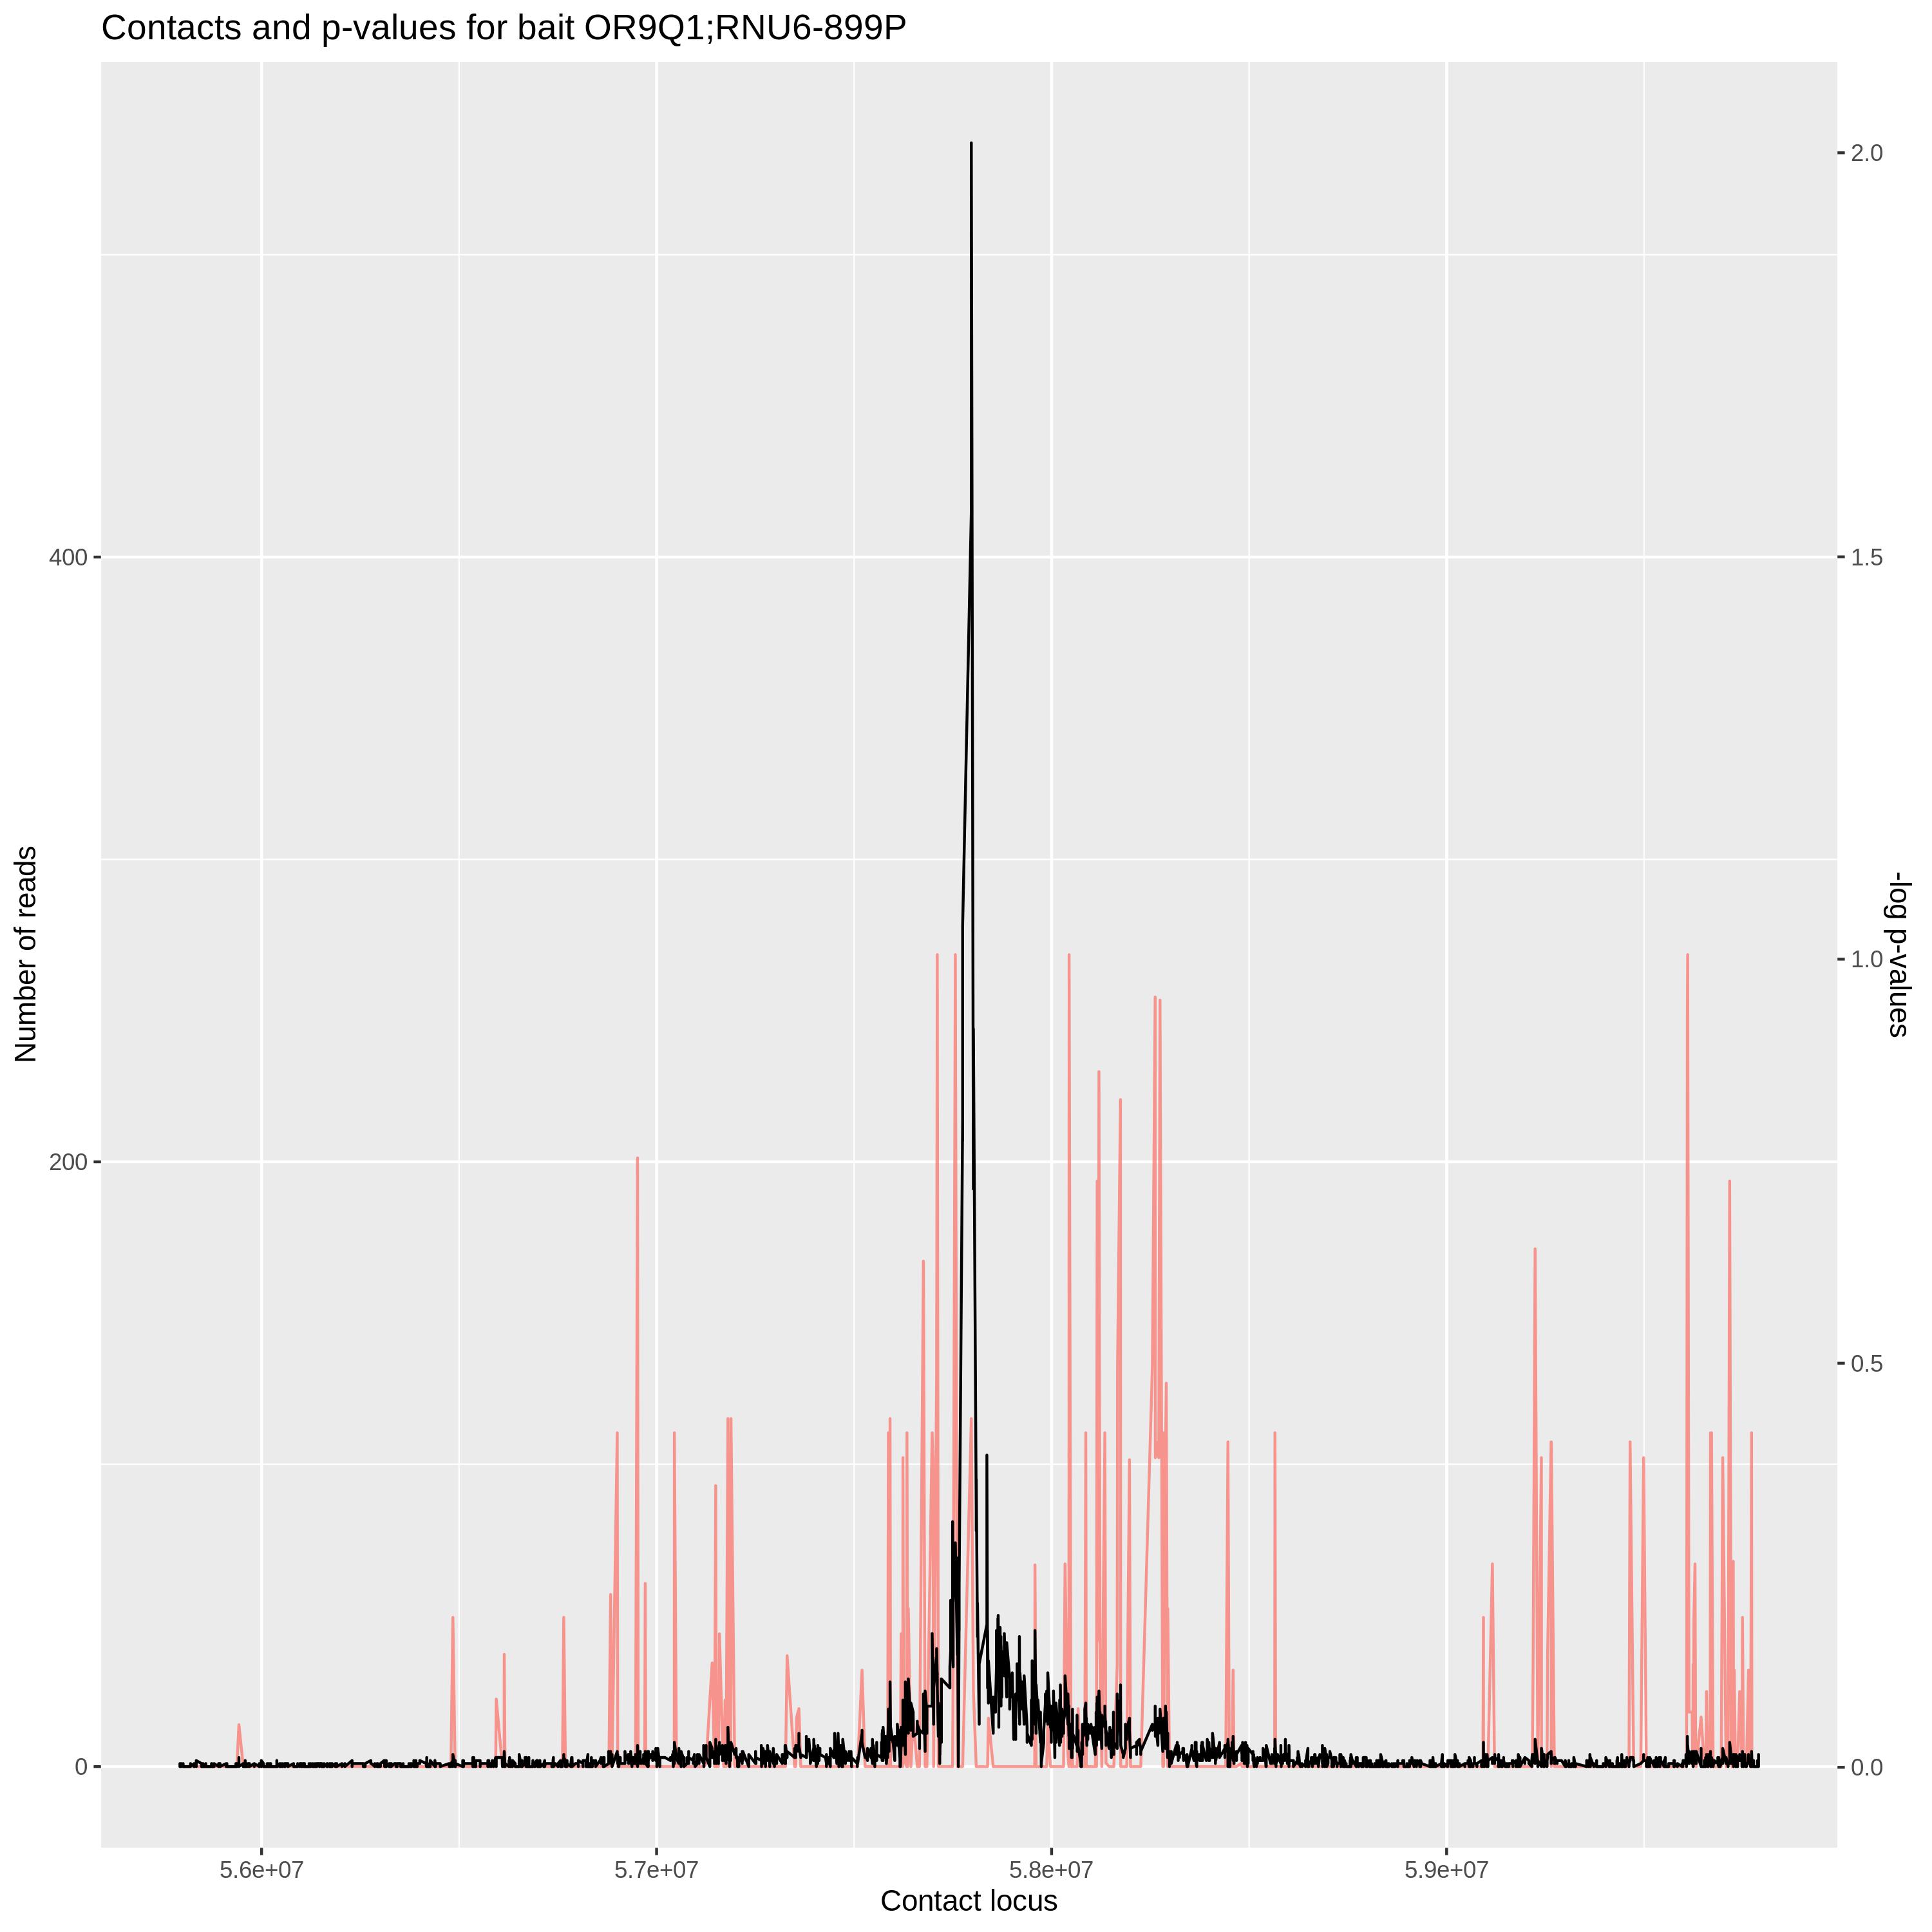 Contacts and p-values for bait OR9Q1;RNU6-899P
Number of reads
400
200
0
2.0
1.5
1.0
0.5
0.0
-log p-values
5.6e+07
5.7e+07
5.8e+07
5.9e+07
Contact locus